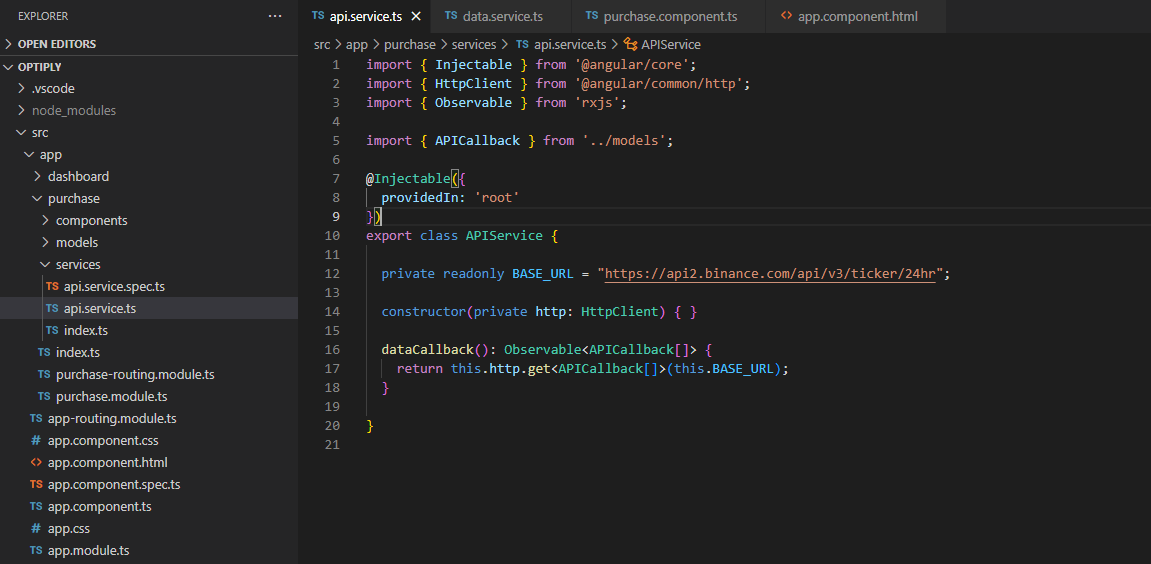 EXPLORER ···
OPEN EDITORS
OPTIPLY
.vscode
node_modules
src
app
dashboard
purchase
components
models
services
TS api.service.spec.ts
TS api.service.ts
TS index.ts
TS index.ts
TS purchase-routing.module.ts
TS purchase.module.ts
TS app-routing.module.ts
# app.component.css
<> app.component.html
TS app.component.spec.ts
TS app.component.ts
# app.css
TS app.module.ts
TS api.service.ts × TS data.service.ts TS purchase.component.ts <> app.component.html
src > app > purchase > services > TS api.service.ts > APIService
1 import { Injectable } from '@angular/core';
2 import { HttpClient } from '@angular/common/http';
3 import { Observable } from 'rxjs';
4
5 import { APICallback } from '../models';
6
7 @Injectable({
8 providedIn: 'root'
9 })
10 export class APIService {
11
12 private readonly BASE_URL = "https://api2.binance.com/api/v3/ticker/24hr";
13
14 constructor(private http: HttpClient) { }
15
16 dataCallback(): Observable<APICallback[]> {
17 return this.http.get<APICallback[]>(this.BASE_URL);
18 }
19
20 }
21